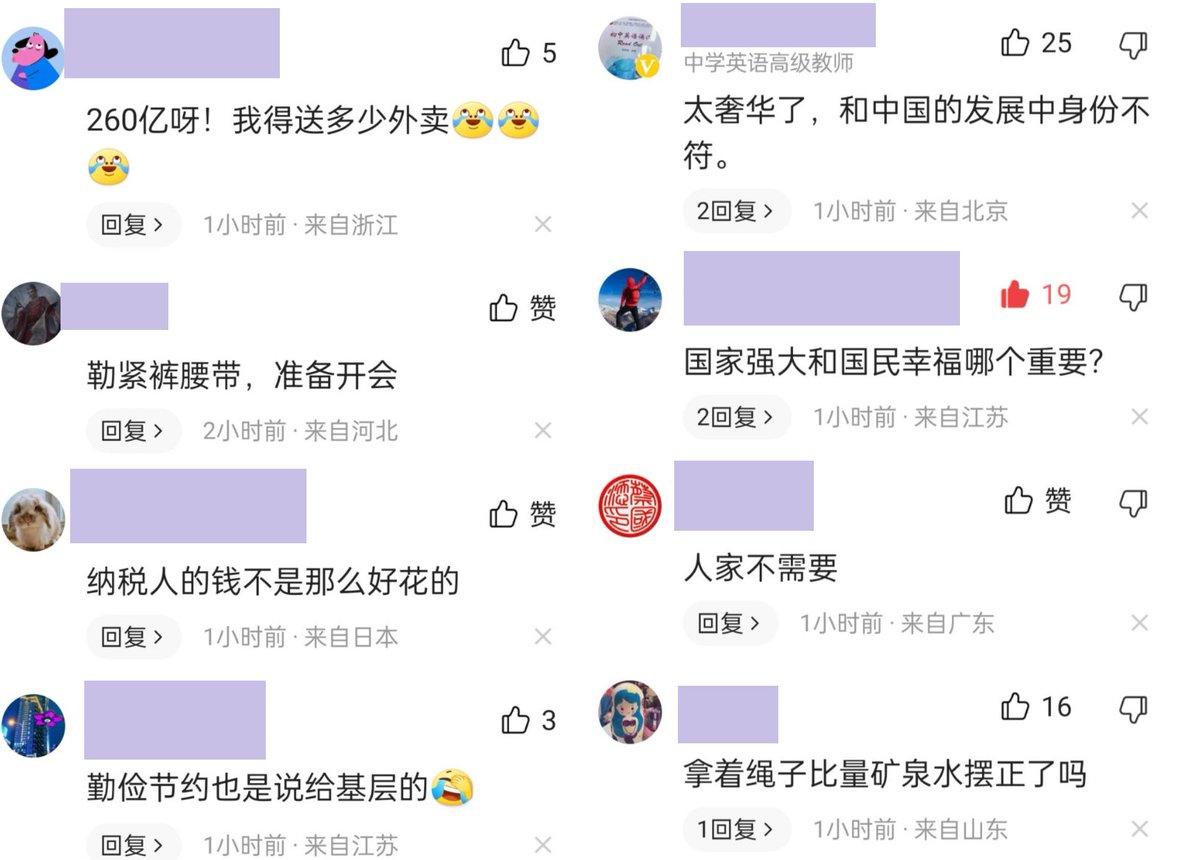 5
260亿呀！我得送多少外卖😂😂
😂
回复 > 1小时前 · 来自浙江 ×
赞
勒紧裤腰带，准备开会
回复 > 2小时前 · 来自河北 ×
赞
纳税人的钱不是那么好花的
回复 > 1小时前 · 来自日本 ×
3
勤俭节约也是说给基层的🤣
回复 > 1小时前 · 来自江苏 ×
25
中学英语高级教师
太奢华了，和中国的发展中身份不
符。
2回复 > 1小时前 · 来自北京 ×
19
国家强大和国民幸福哪个重要？
2回复 > 1小时前 · 来自江苏 ×
赞
人家不需要
回复 > 1小时前 · 来自广东 ×
16
拿着绳子比量矿泉水摆正了吗
1回复 > 1小时前 · 来自山东 ×